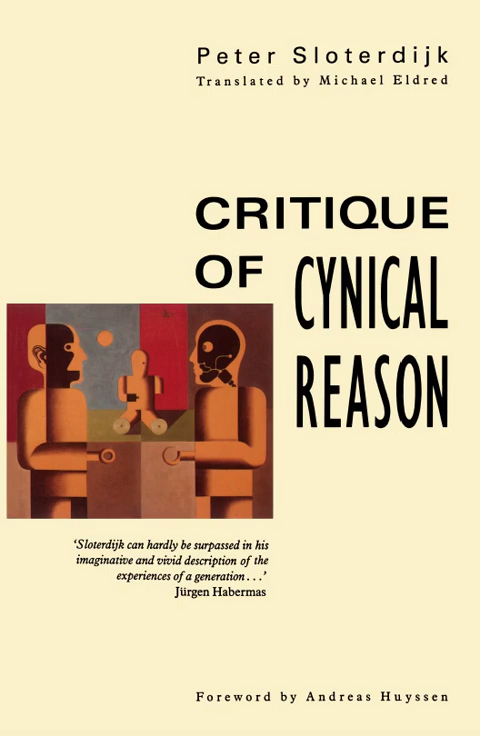 Peter Sloterdijk
Translated by Michael Eldred
CRITIQUE
OF CYNICAL
REASON
‘Sloterdijk can hardly be surpassed in his
imaginative and vivid description of the
experiences of a generation . . .’
Jürgen Habermas
Foreword by Andreas Huyssen